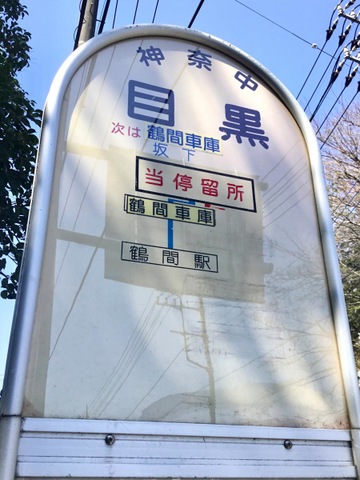 神奈中
目黒
次は 鶴間車庫
坂下
当停留所
鶴間車庫
鶴間駅